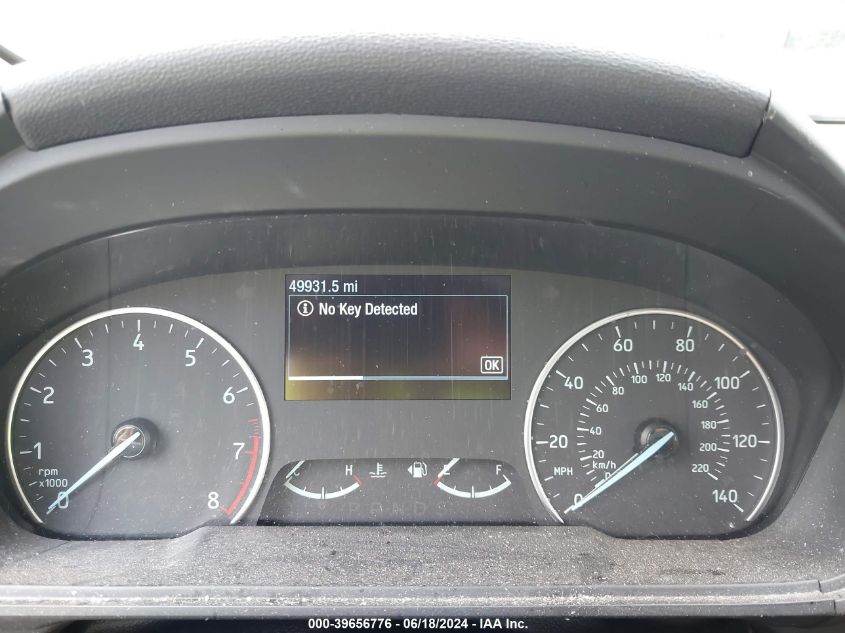 49931.5 mi
No Key Detected
OK
1 2 3 4 5 6 7 8
rpm
x1000
0
C H
E F
P R N D S
0 20 40 60 80 100 120 140
MPH
km/h
0 20 40 60 80 100 120 140 160 180 200 220
000-39656776 - 06/18/2024 - IAA Inc.